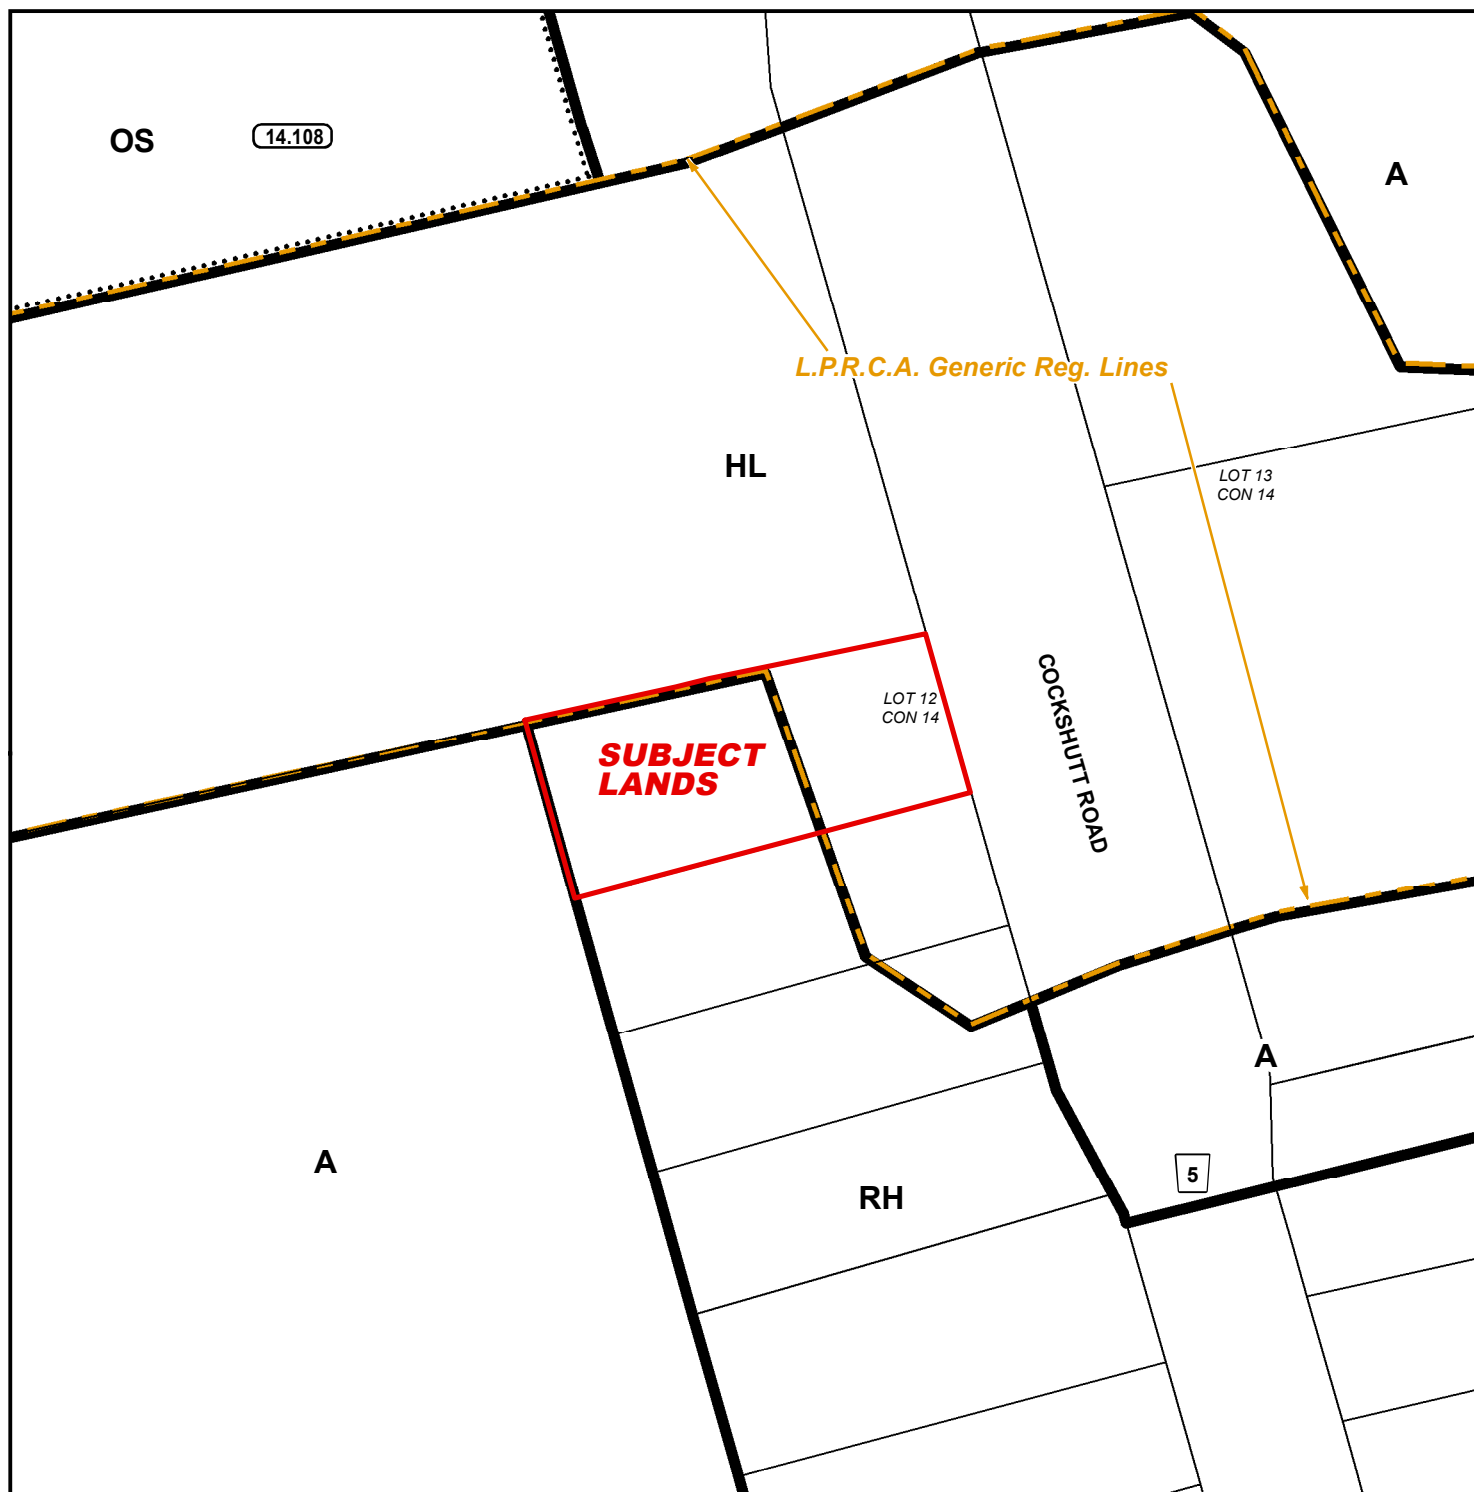 OS
14.108
A
L.P.R.C.A. Generic Reg. Lines
HL
LOT 13
CON 14
COCKSHUTT ROAD
LOT 12
CON 14
SUBJECT
LANDS
A
A
5
RH